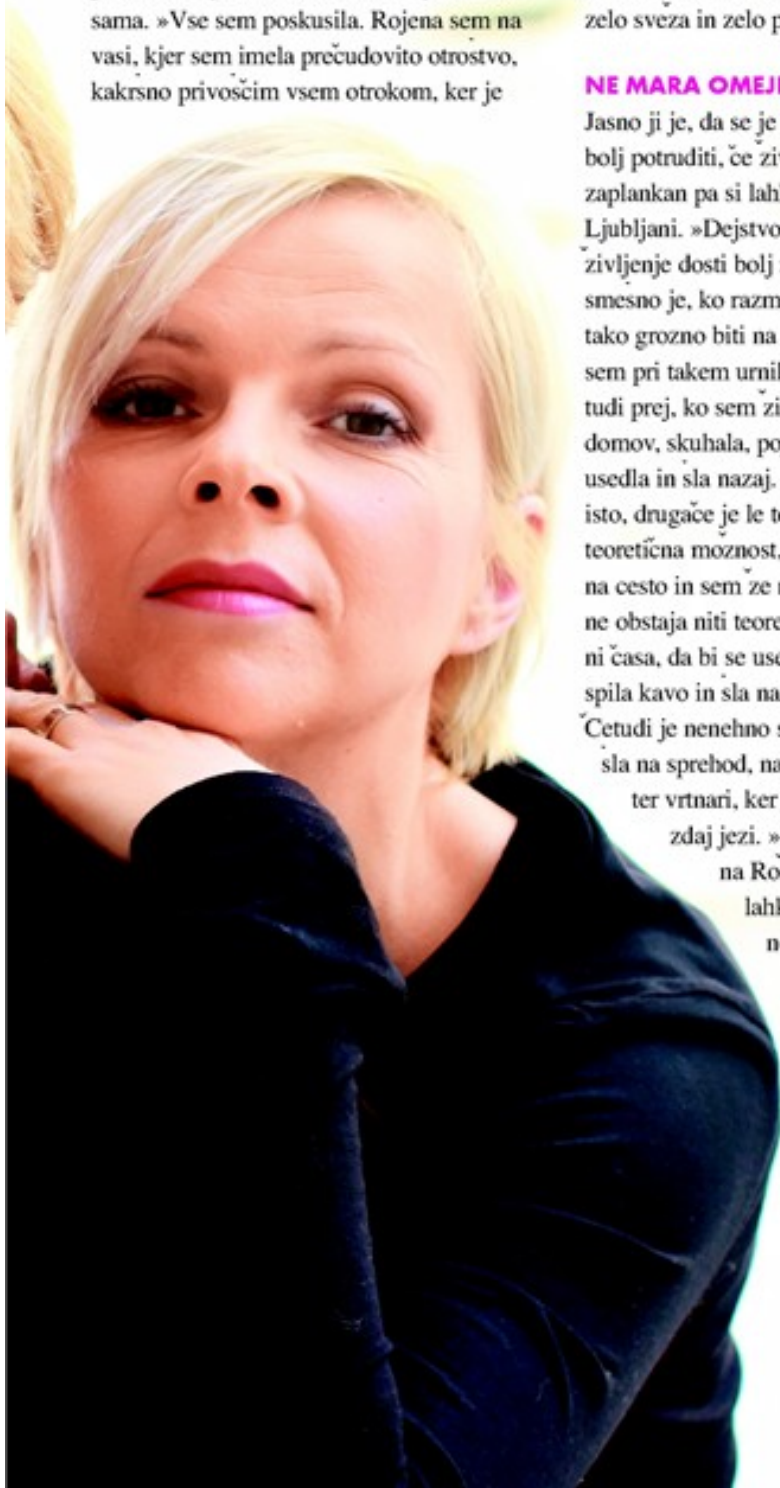 sama. »Vse sem poskusila. Rojena sem na
vasi, kjer sem imela prečudovito otroštvo,
kakršno privoščim vsem otrokom, ker je
zelo sveža in zelo p
NE MARA OMEJ
Jasno ji je, da se je
bolj potruditi, če živ
zaplankan pa si lah
Ljubljani. »Dejstvo
življenje dosti bolj
smešno je, ko razm
tako grozno biti na
sem pri takem urni
tudi prej, ko sem ži
domov, skuhala, po
usedla in šla nazaj.
isto, drugače je le t
teoretična možnost,
na cesto in sem že
ne obstaja niti teore
ni časa, da bi se use
spila kavo in šla na
Četudi je nenehno s
šla na sprehod, na
ter vrtnari, ker
zdaj jezi. »
na Ro
lah
n